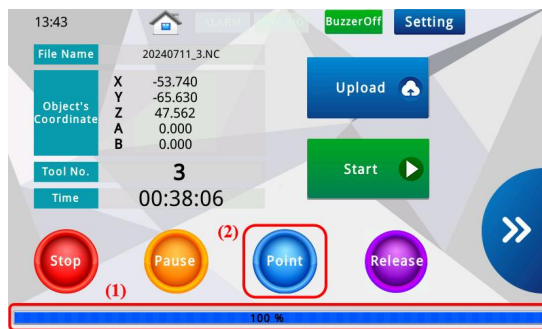 13:43
ALARM
BuzzerOff
Setting
File Name
20240711_3.NC
Object's
Coordinate
X -53.740
Y -65.630
Z 47.562
A 0.000
B 0.000
Upload
Tool No.
3
Start
Time
00:38:06
(2)
Stop
Pause
Point
Release
(1)
100 %